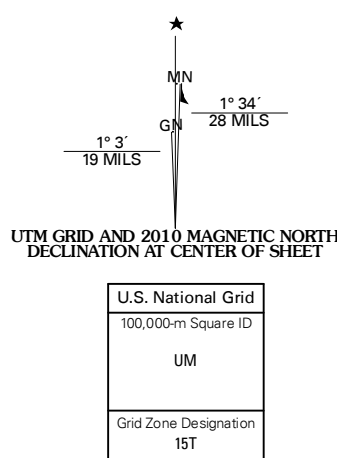 ★
MN
GN
1° 34´
28 MILS
1° 3´
19 MILS
UTM GRID AND 2010 MAGNETIC NORTH
DECLINATION AT CENTER OF SHEET
U.S. National Grid
100,000-m Square ID
UM
Grid Zone Designation
15T